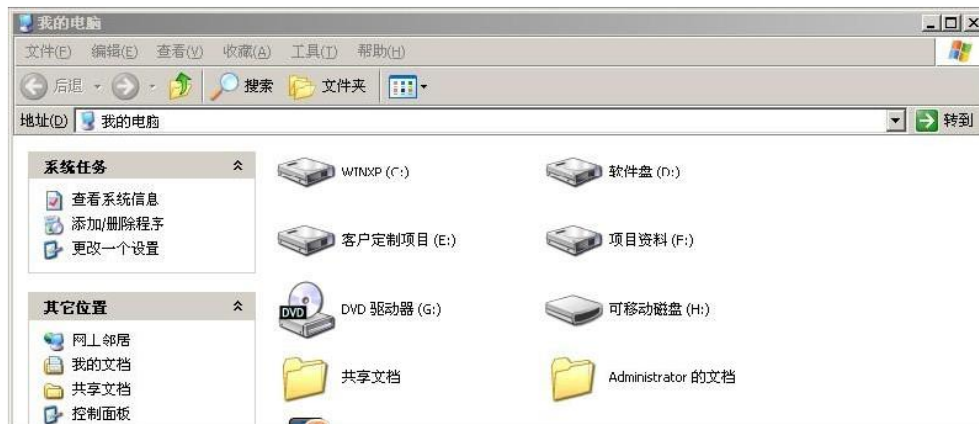 我的电脑
文件(F) 编辑(E) 查看(V) 收藏(A) 工具(T) 帮助(H)
后退 搜索 文件夹
地址(D) 我的电脑 转到
系统任务
查看系统信息
添加/删除程序
更改一个设置
其它位置
网上邻居
我的文档
共享文档
控制面板
WINXP (C:) 软件盘 (D:)
客户定制项目 (E:) 项目资料 (F:)
DVD 驱动器 (G:) 可移动磁盘 (H:)
DVD
共享文档 Administrator 的文档